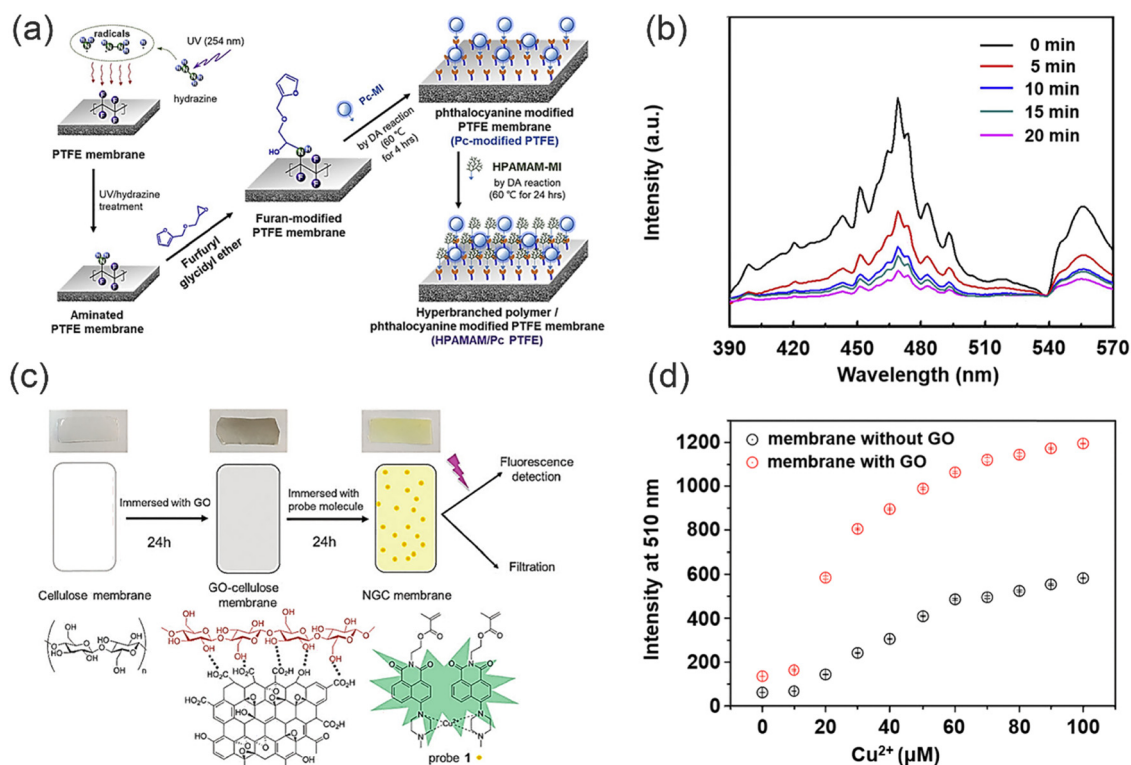 (a)
radicals
UV (254 nm)
hydrazine
PTFE membrane
UV/hydrazine
treatment
Aminated
PTFE membrane
Furfuryl
glycidyl ether
HO
Furan-modified
PTFE membrane
Pc-MI
by DA reaction
(60 ℃
for 4 hrs)
phthalocyanine modified
PTFE membrane
(Pc-modified PTFE)
HPAMAM-MI
by DA reaction
(60 ℃ for 24 hrs)
Hyperbranched polymer /
phthalocyanine modified PTFE membrane
(HPAMAM/Pc PTFE)
(b)
Intensity (a.u.)
0 min
5 min
10 min
15 min
20 min
390 420 450 480 510 540 570
Wavelength (nm)
(c)
Immersed with GO
24h
Immersed with
probe molecule
24h
Fluorescence
detection
Filtration
Cellulose membrane
GO-cellulose
membrane
NGC membrane
Cu²⁺
probe 1
(d)
Intensity at 510 nm
membrane without GO
membrane with GO
1200
1000
800
600
400
200
0
0 20 40 60 80 100
Cu²⁺ (μM)